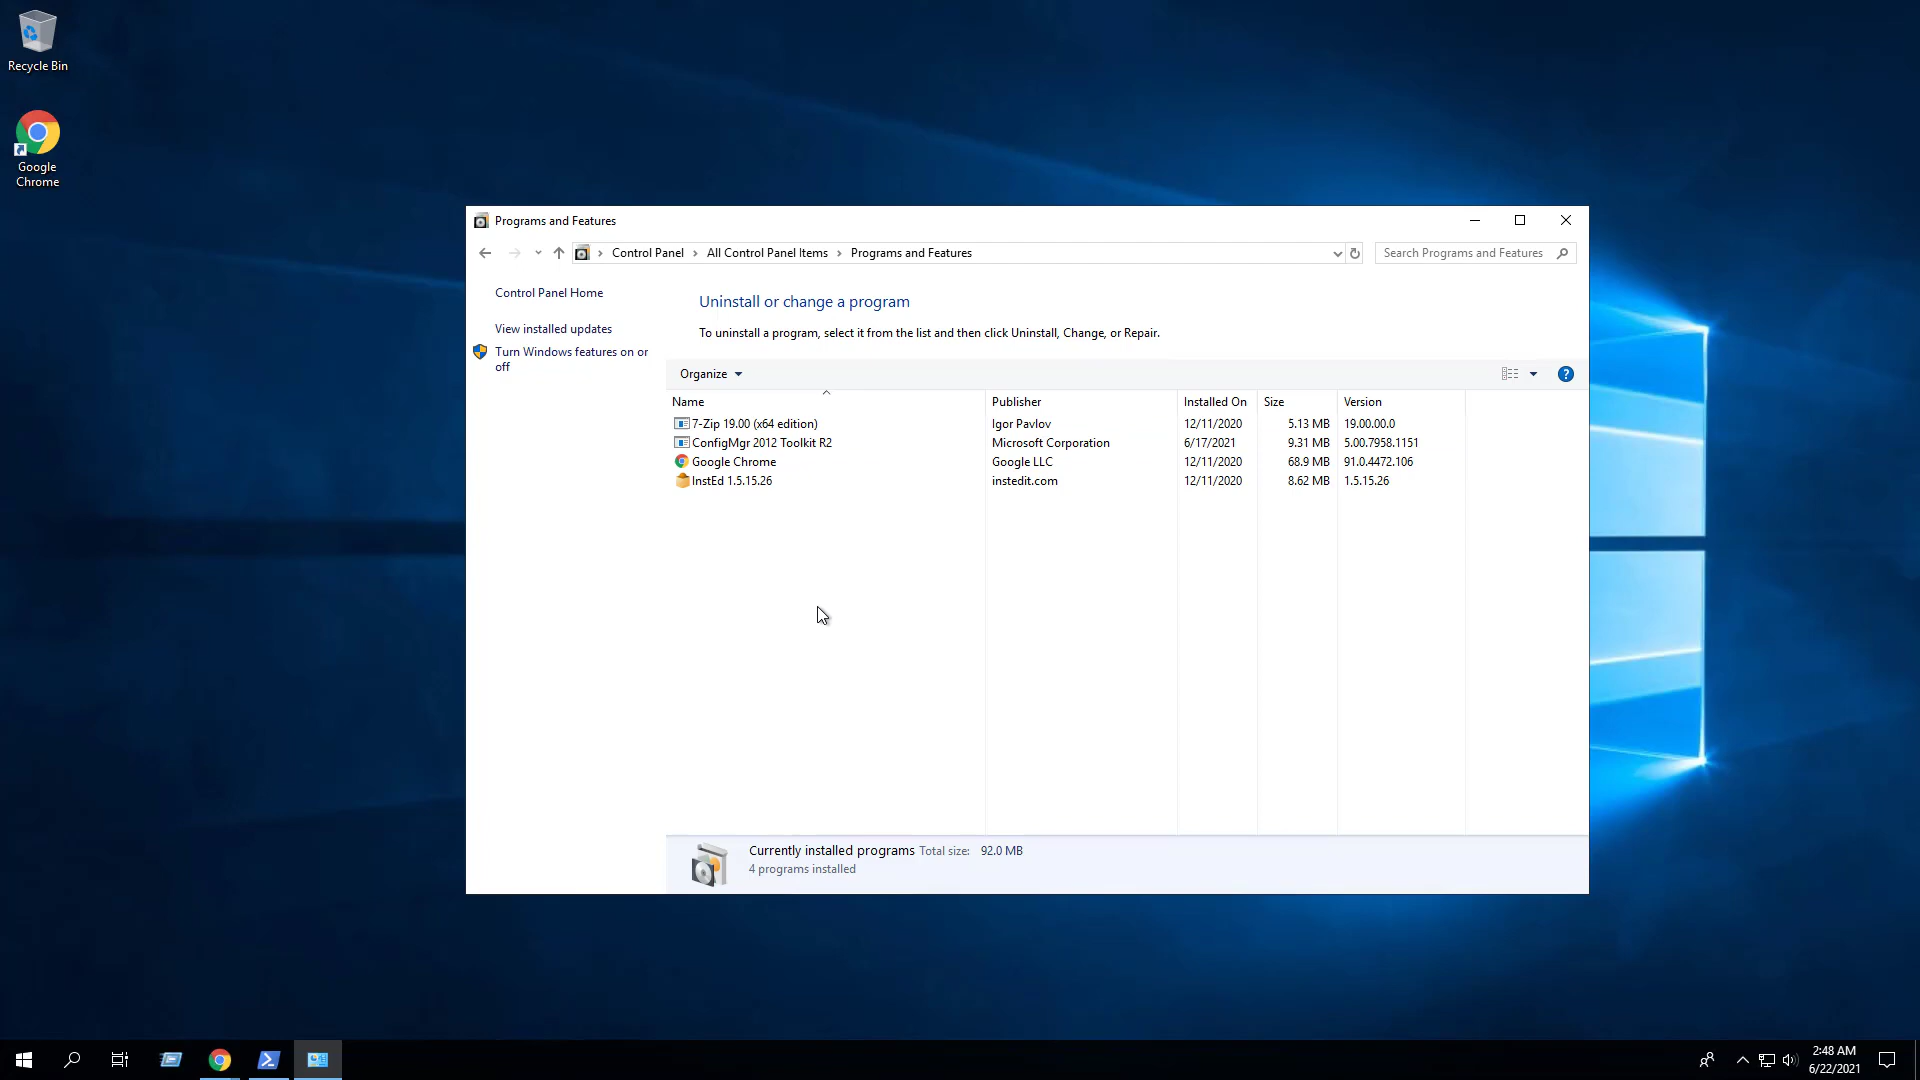 Recycle Bin
Google
Chrome
Programs and Features
Control Panel > All Control Panel Items > Programs and Features
Search Programs and Features
Control Panel Home
View installed updates
Turn Windows features on or
off
Uninstall or change a program
To uninstall a program, select it from the list and then click Uninstall, Change, or Repair.
Organize
Name Publisher Installed On Size Version
7-Zip 19.00 (x64 edition) Igor Pavlov 12/11/2020 5.13 MB 19.00.00.0
ConfigMgr 2012 Toolkit R2 Microsoft Corporation 6/17/2021 9.31 MB 5.00.7958.1151
Google Chrome Google LLC 12/11/2020 68.9 MB 91.0.4472.106
InstEd 1.5.15.26 instedit.com 12/11/2020 8.62 MB 1.5.15.26
Currently installed programs Total size: 92.0 MB
4 programs installed
2:48 AM
6/22/2021